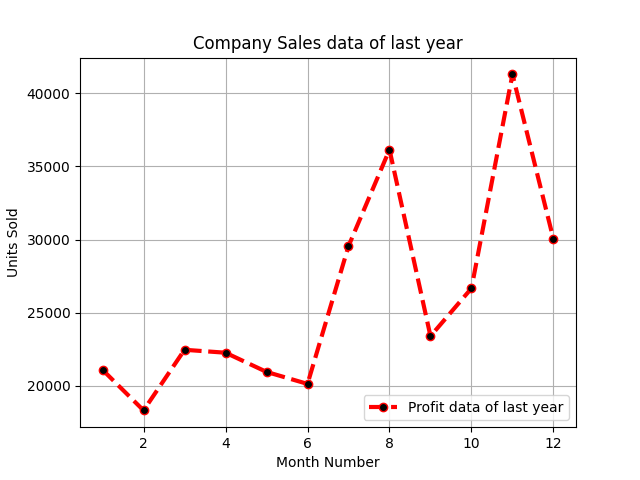 Company Sales data of last year
Units Sold
40000
35000
30000
25000
20000
Profit data of last year
2 4 6 8 10 12
Month Number